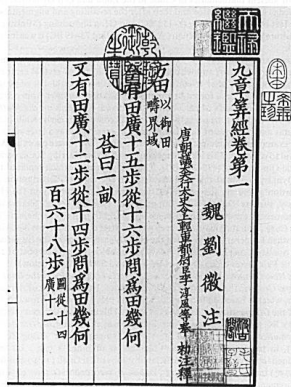 天祿
繼鑑
九章筭經卷第一
魏劉徽注
唐朝議大夫行太史令上輕車都尉臣李淳風等奉 勑注釋
方田 以御田
疇界域
有田廣十五步從十六步問爲田幾何
荅曰一畝
又有田廣十二步從十四步問爲田幾何
百六十八步 圖從十四
廣十二